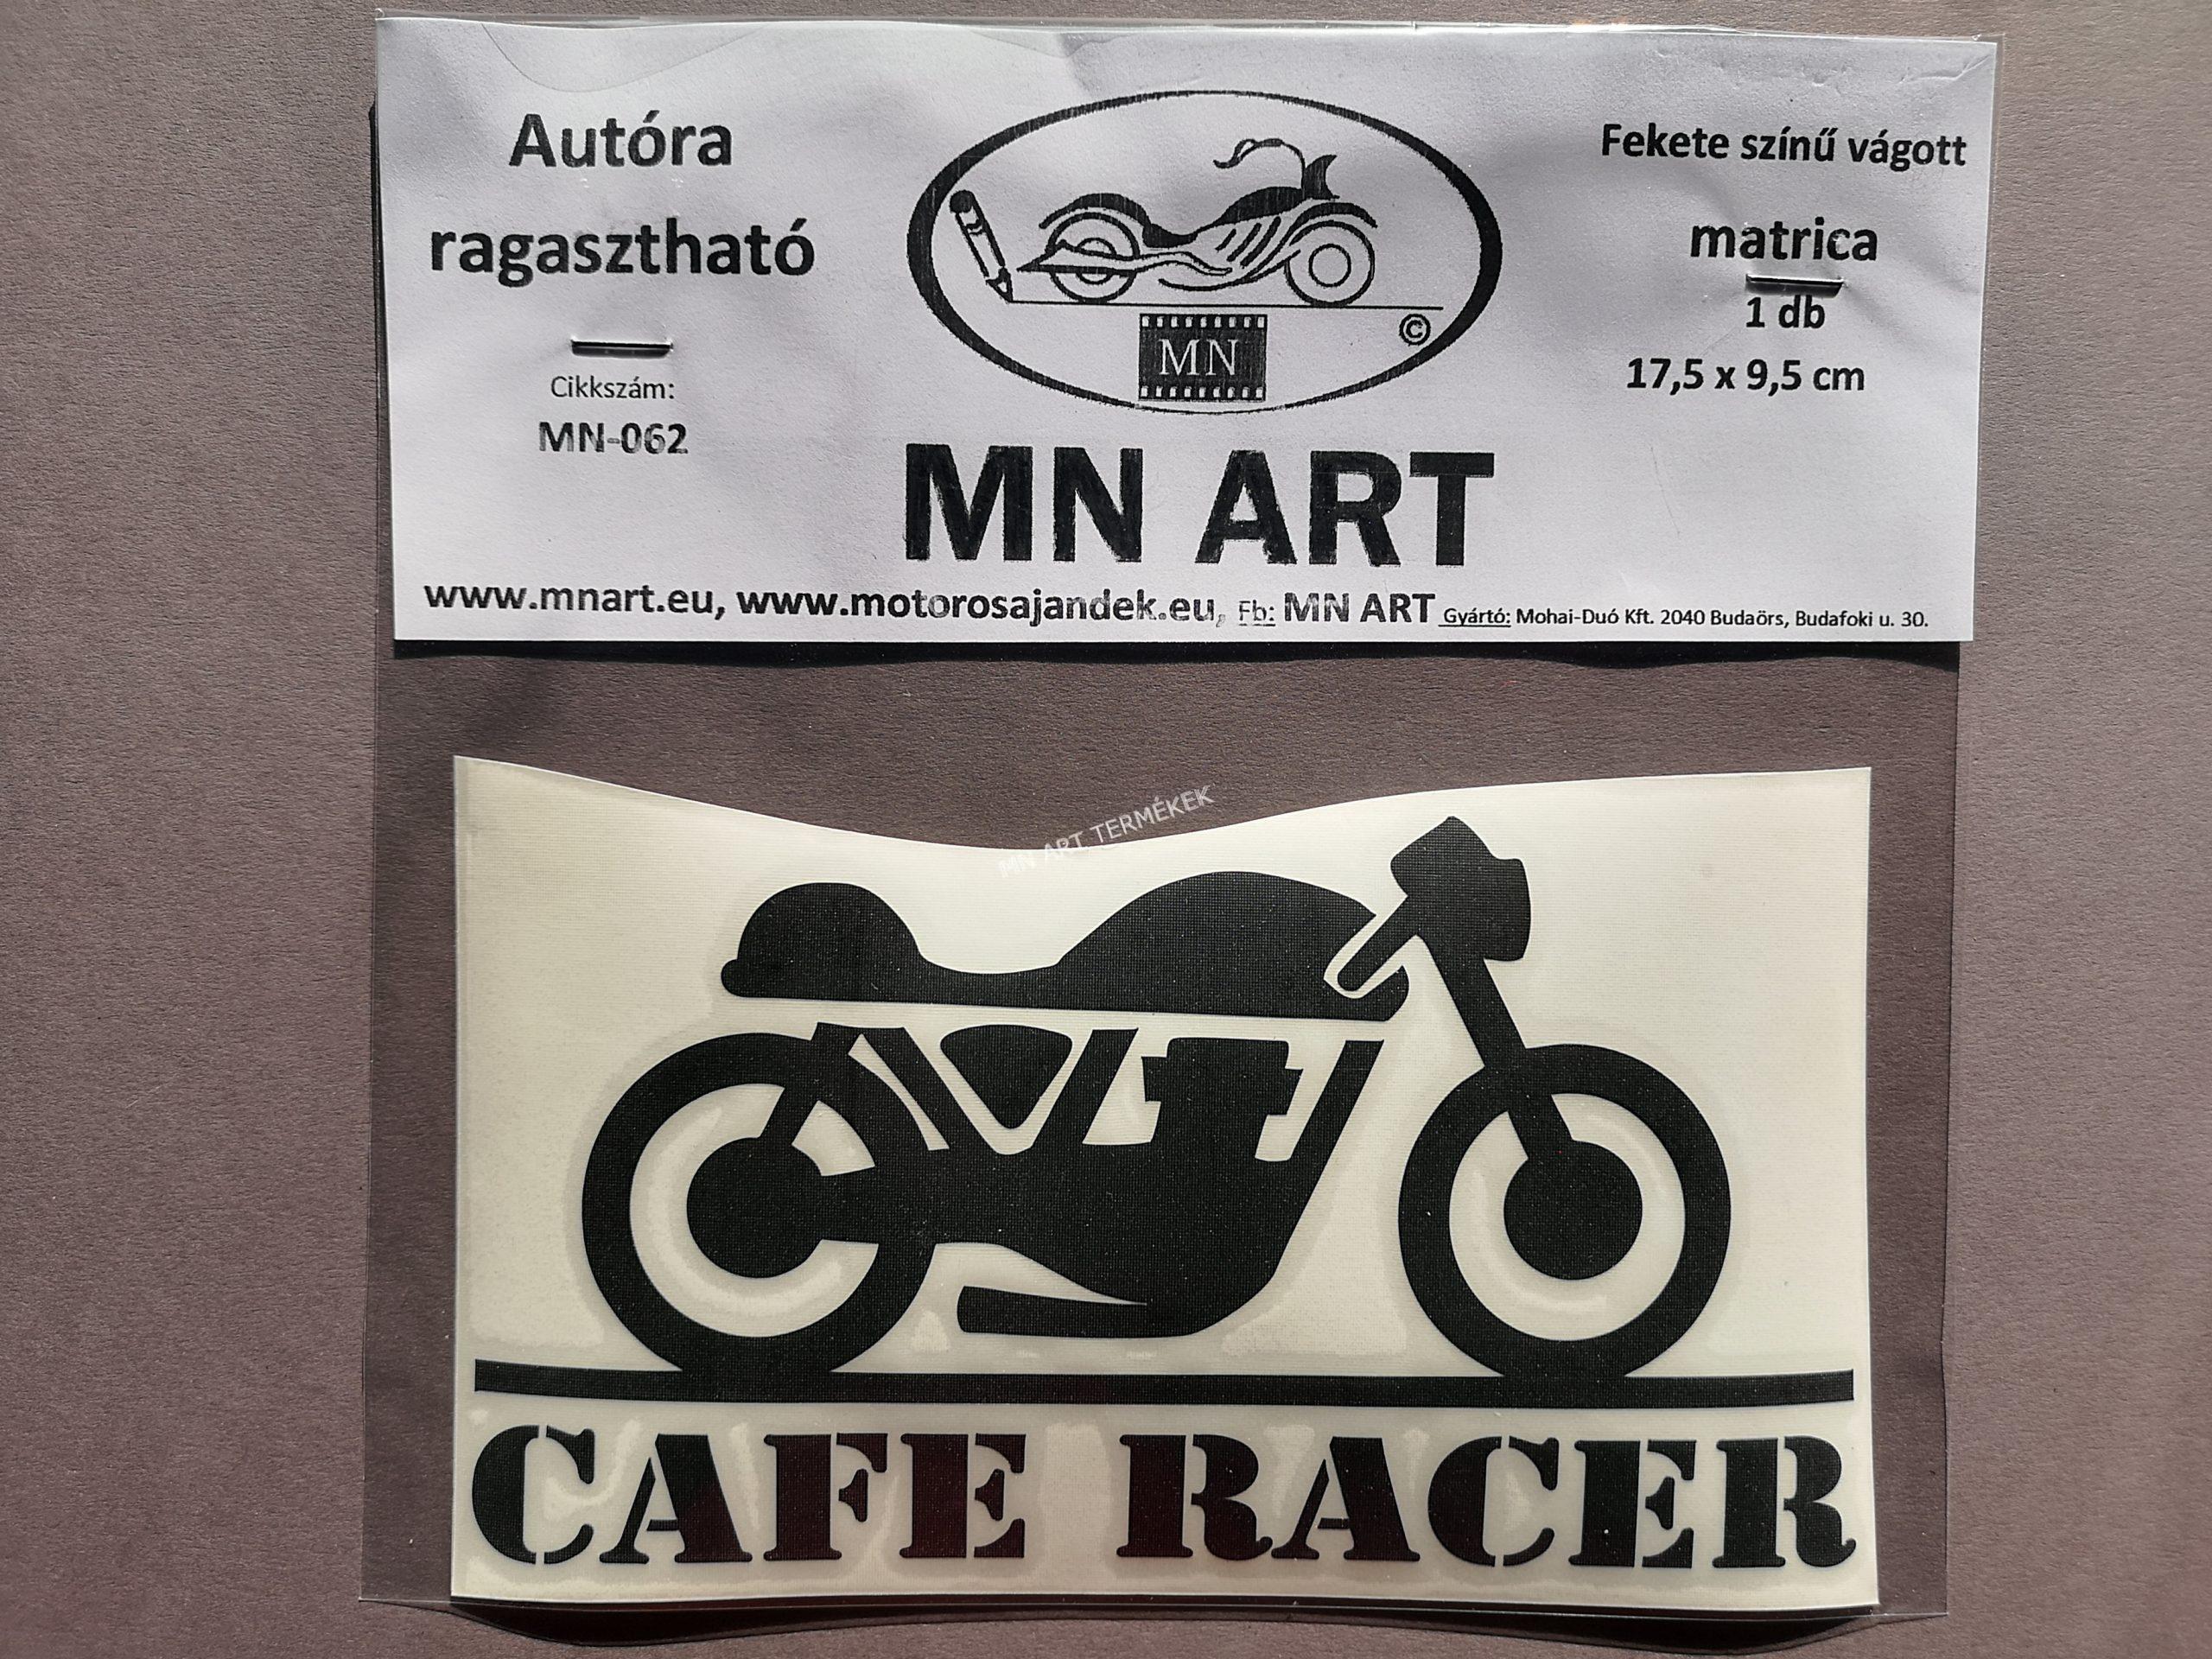 Autóra
ragasztható
Cikkszám:
MN-062
©
MN
MN ART
Fekete színű vágott
matrica
1 db
17,5 x 9,5 cm
www.mnart.eu, www.motorosajandek.eu, Fb: MN ART Gyártó: Mohai-Duó Kft. 2040 Budaörs, Budafoki u. 30.
MN ART TERMÉKEK
CAFE RACER